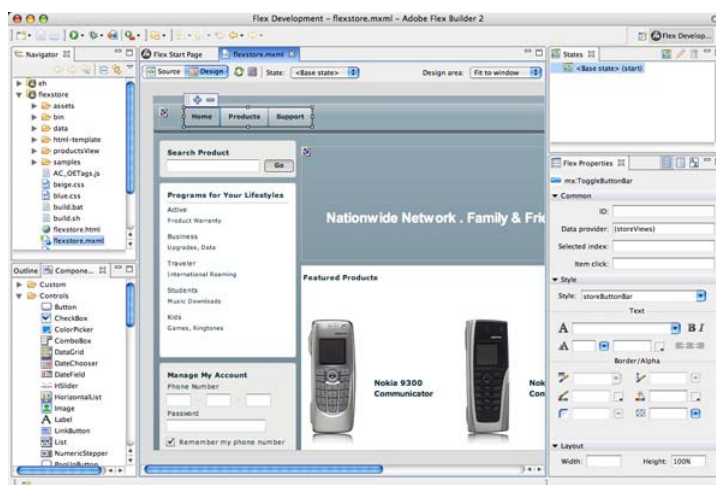 Flex Development - flexstore.mxml - Adobe Flex Builder 2
Flex Develop...
Navigator
eh
flexstore
assets
bin
data
html-template
productsView
samples
AC_OETags.js
beige.css
blue.css
build.bat
build.sh
flexstore.html
flexstore.mxml
Outline
Compone...
Custom
Controls
Button
CheckBox
ColorPicker
ComboBox
DataGrid
DateChooser
DateField
HSlider
HorizontalList
Image
Label
LinkButton
List
NumericStepper
PopUpButton
Flex Start Page
flexstore.mxml
Source
Design
State:
<Base state>
Design area:
Fit to window
Home
Products
Support
Search Product
Go
Programs for Your Lifestyles
Active
Product Warranty
Business
Upgrades, Data
Traveler
International Roaming
Students
Music Downloads
Kids
Games, Ringtones
Manage My Account
Phone Number
Password
Remember my phone number
Nationwide Network . Family & Frie
Featured Products
Nokia 9300
Communicator
Nok
Con
States
<Base state> (start)
Flex Properties
mx:ToggleButtonBar
Common
ID:
Data provider:
{storeViews}
Selected index:
Item click:
Style
Style:
storeButtonBar
Text
A
B I
A
Border/Alpha
Layout
Width:
Height:
100%